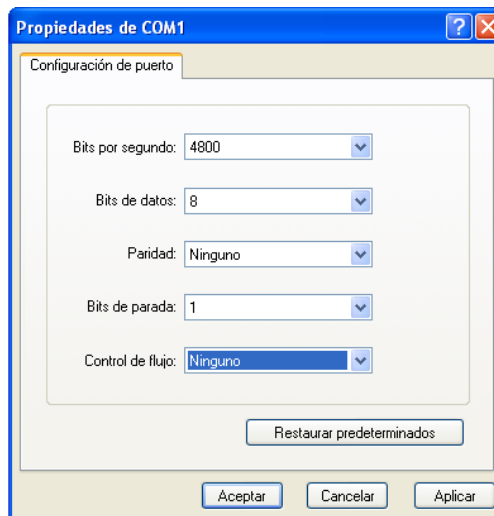 Propiedades de COM1
Configuración de puerto
Bits por segundo: 4800
Bits de datos: 8
Paridad: Ninguno
Bits de parada: 1
Control de flujo: Ninguno
Restaurar predeterminados
Aceptar Cancelar Aplicar